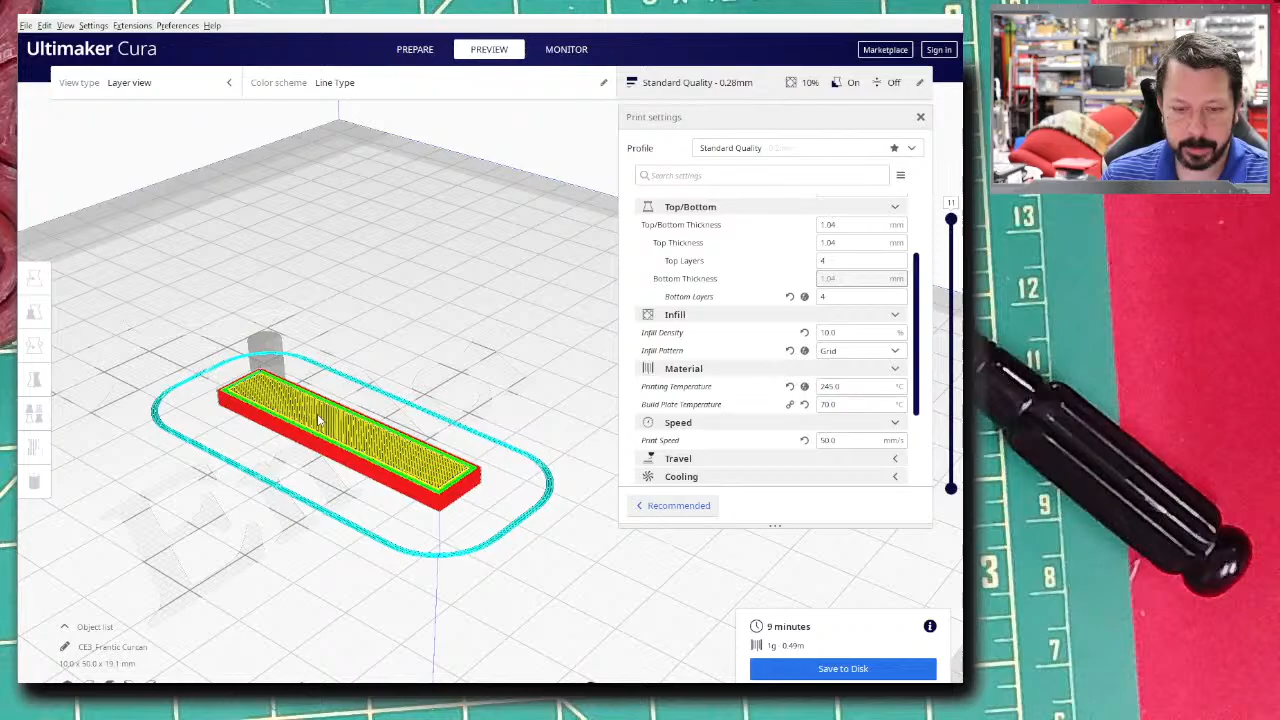 File Edit View Settings Extensions Preferences Help
Ultimaker Cura
PREPARE PREVIEW MONITOR
Marketplace Sign in
View type Layer view
Color scheme Line Type
Standard Quality - 0.28mm 10% On Off
Print settings
Profile Standard Quality
Search settings
Top/Bottom
Top/Bottom Thickness 1.04 mm
Top Thickness 1.04 mm
Top Layers 4
Bottom Thickness 1.04 mm
Bottom Layers 4
Infill
Infill Density 10.0 %
Infill Pattern Grid
Material
Printing Temperature 245.0 °C
Build Plate Temperature 70.0 °C
Speed
Print Speed 50.0 mm/s
Travel
Cooling
Recommended
11
Object list
CE3_Frantic Curcan
10.0 x 50.0 x 19.1 mm
9 minutes
1g · 0.49m
Save to Disk
13
12
11
9
3
8
7